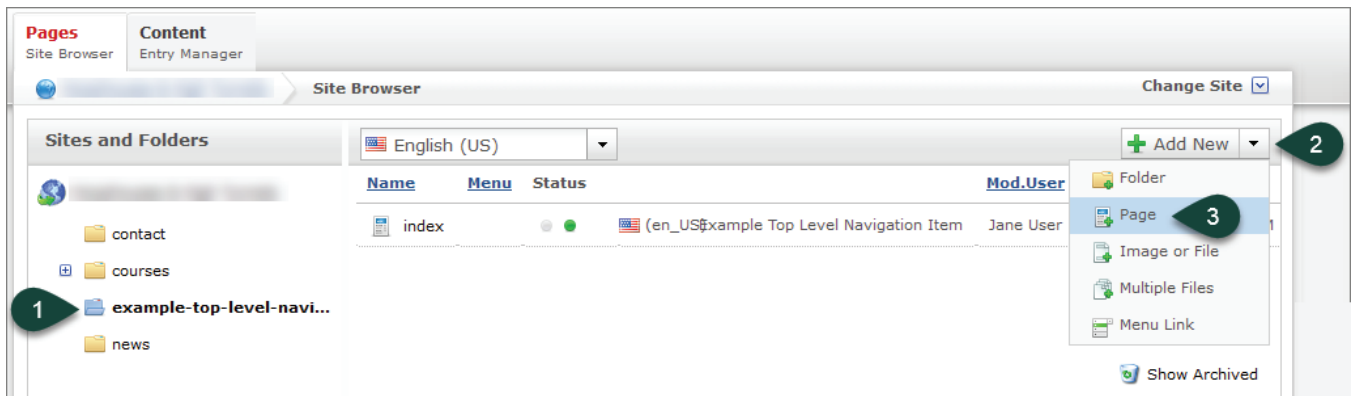 Pages
Site Browser
Content
Entry Manager
Site Browser
Change Site
Sites and Folders
English (US)
Add New
2
Name Menu Status Mod.User
Folder
index
(en_US) Example Top Level Navigation Item
Jane User
Page
3
contact
Image or File
courses
Multiple Files
1
example-top-level-navi...
Menu Link
news
Show Archived